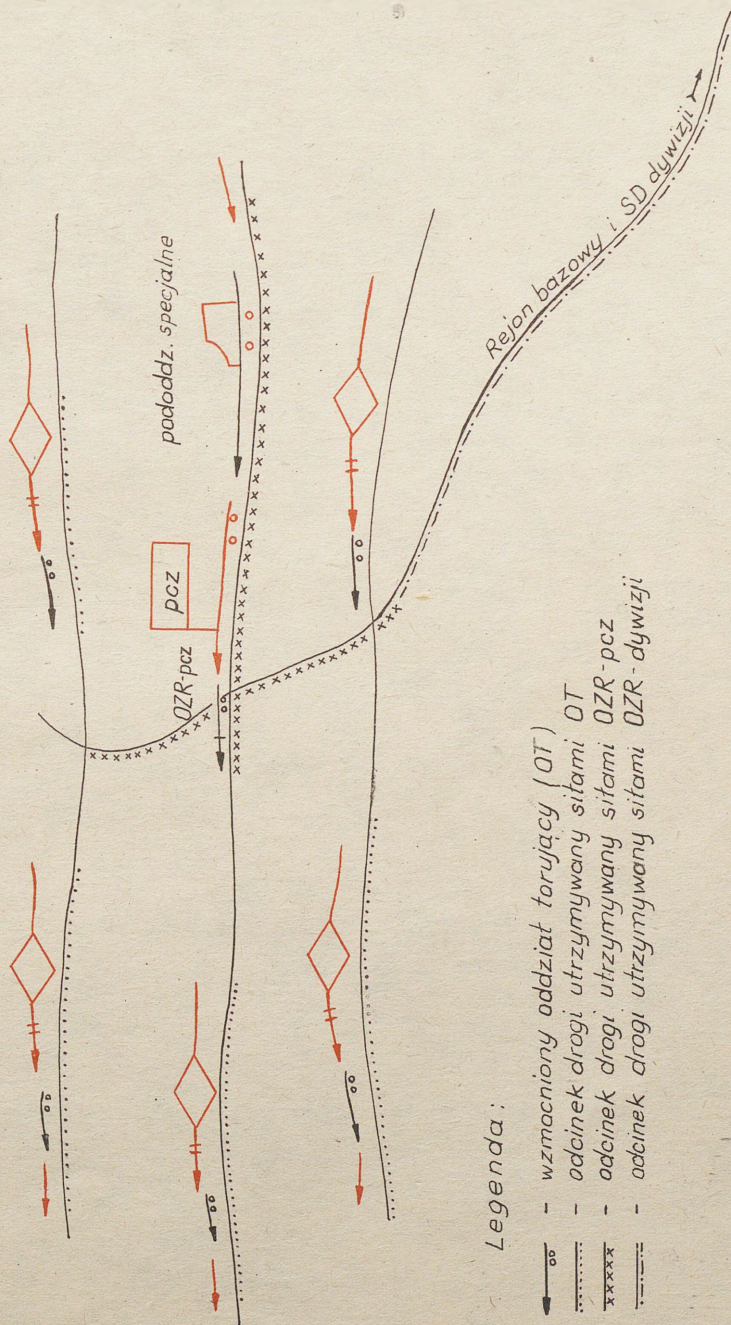 pododdz. specjalne
pcz
OZR-pcz
Rejon bazowy i SD dywizji
Legenda:
- wzmocniony oddział torujący (OT)
- odcinek drogi utrzymywany siłami OT
- odcinek drogi utrzymywany siłami OZR-pcz
- odcinek drogi utrzymywany siłami OZR-dywizji